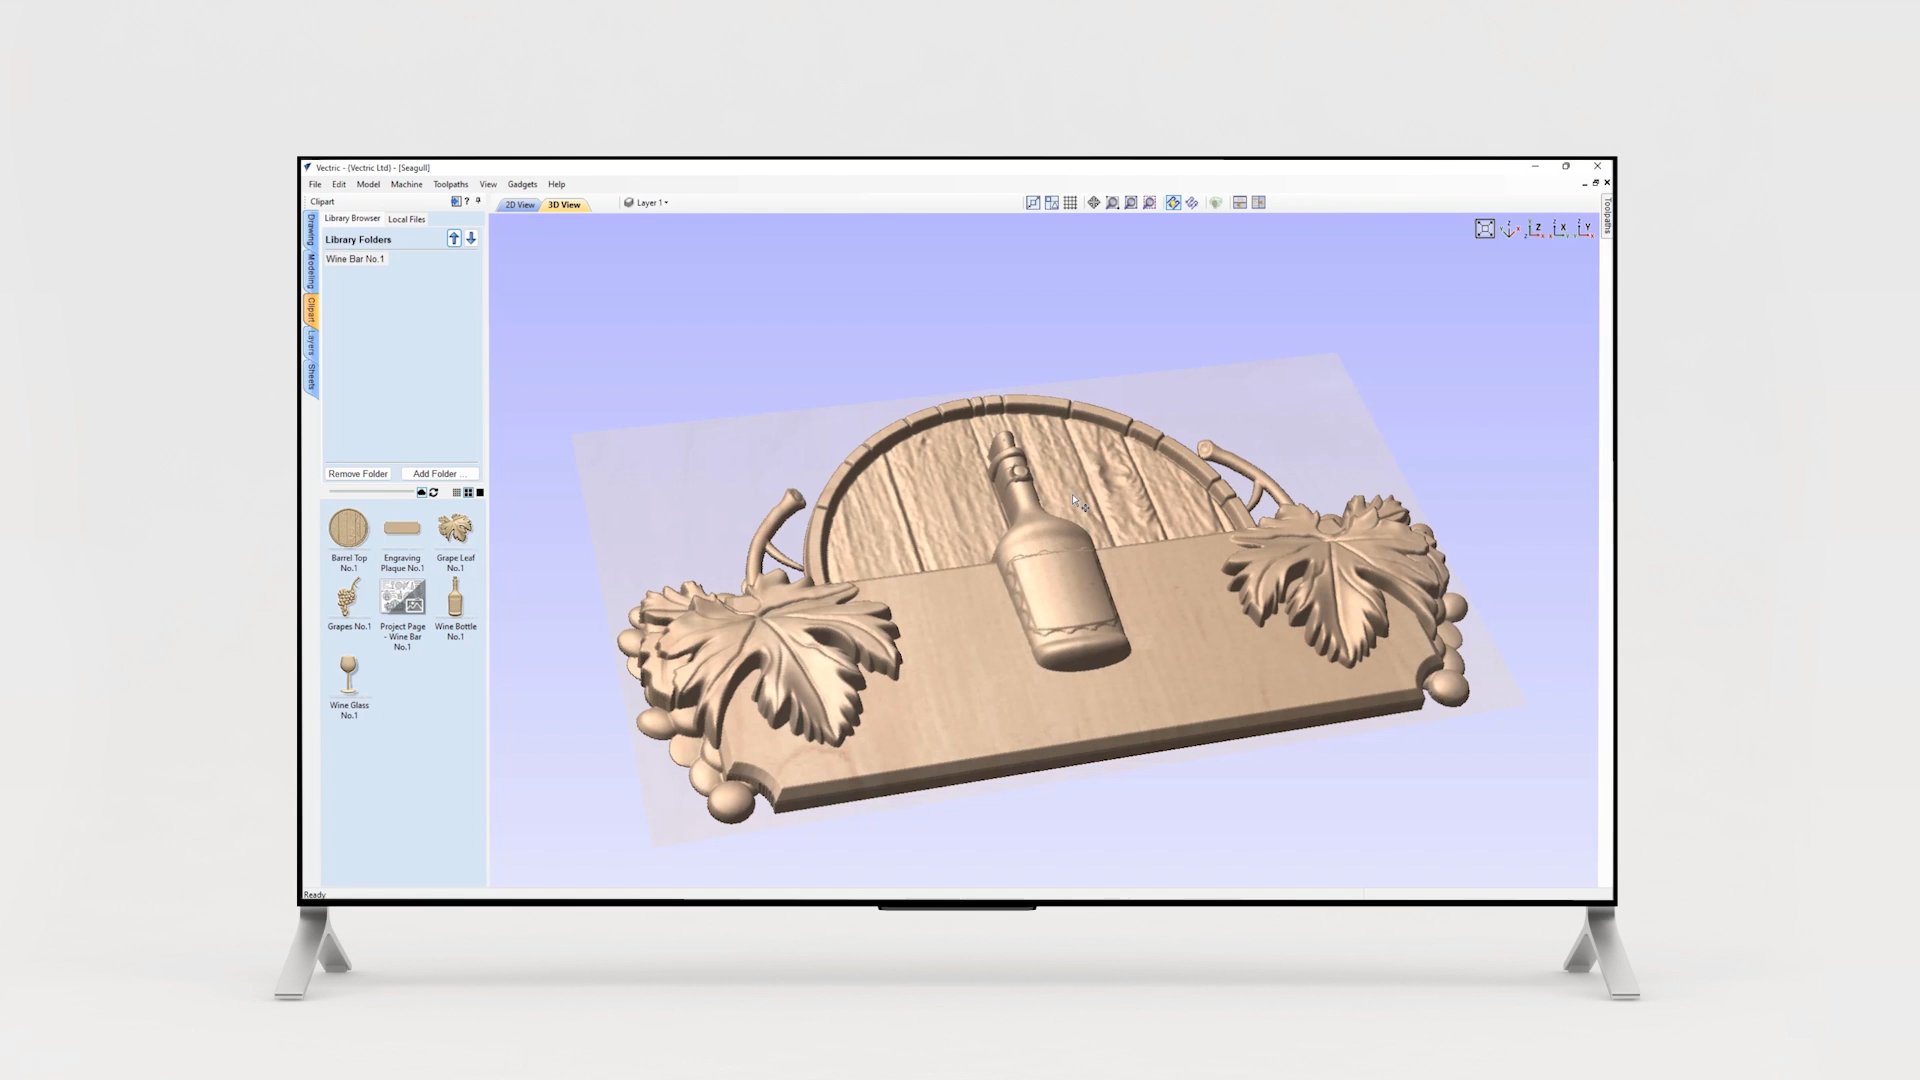 Vectric - {Vectric Ltd} - [Seagull]
File Edit Model Machine Toolpaths View Gadgets Help
Clipart
2D View 3D View Layer 1
Library Browser Local Files
Library Folders
Wine Bar No.1
Drawing
Modeling
Clipart
Layers
Sheets
Remove Folder Add Folder ...
Barrel Top
No.1
Engraving
Plaque No.1
Grape Leaf
No.1
Grapes No.1
Project Page
- Wine Bar
No.1
Wine Bottle
No.1
Wine Glass
No.1
Z X Y
Toolpaths
Ready